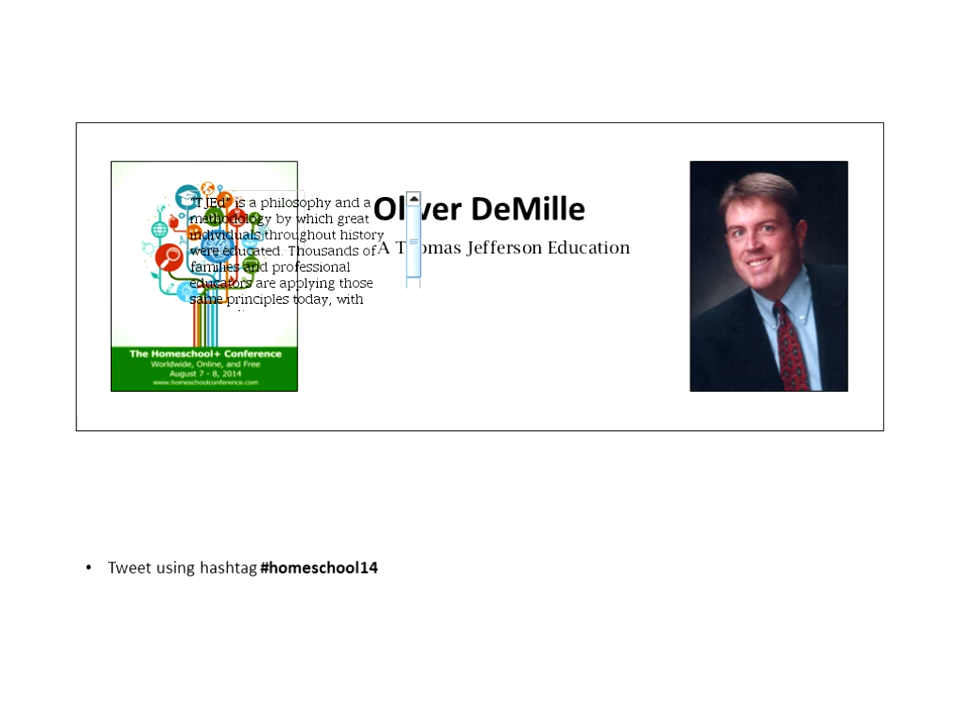 Oliver DeMille
A Thomas Jefferson Education
"TJEd" is a philosophy and a
methodology by which great
individuals throughout history
were educated. Thousands of
families and professional
educators are applying those
same principles today, with
The Homeschool+ Conference
Worldwide, Online, and Free
August 7 - 8, 2014
www.homeschoolconference.com
• Tweet using hashtag #homeschool14